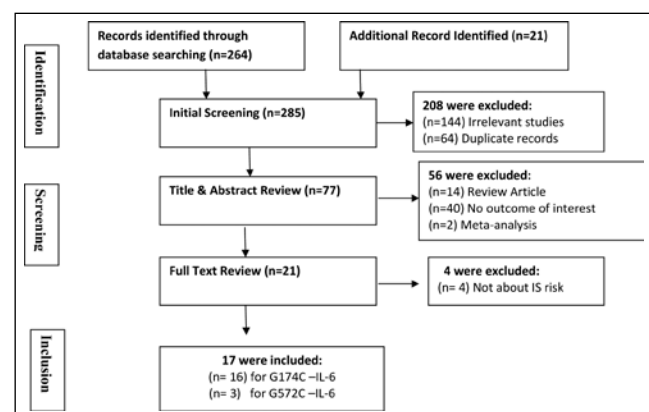 Records identified through
database searching (n=264)
Additional Record Identified (n=21)
Identification
Initial Screening (n=285)
208 were excluded:
(n=144) Irrelevant studies
(n=64) Duplicate records
Screening
Title & Abstract Review (n=77)
56 were excluded:
(n=14) Review Article
(n=40) No outcome of interest
(n=2) Meta-analysis
Full Text Review (n=21)
4 were excluded:
(n= 4) Not about IS risk
Inclusion
17 were included:
(n= 16) for G174C –IL-6
(n= 3) for G572C –IL-6